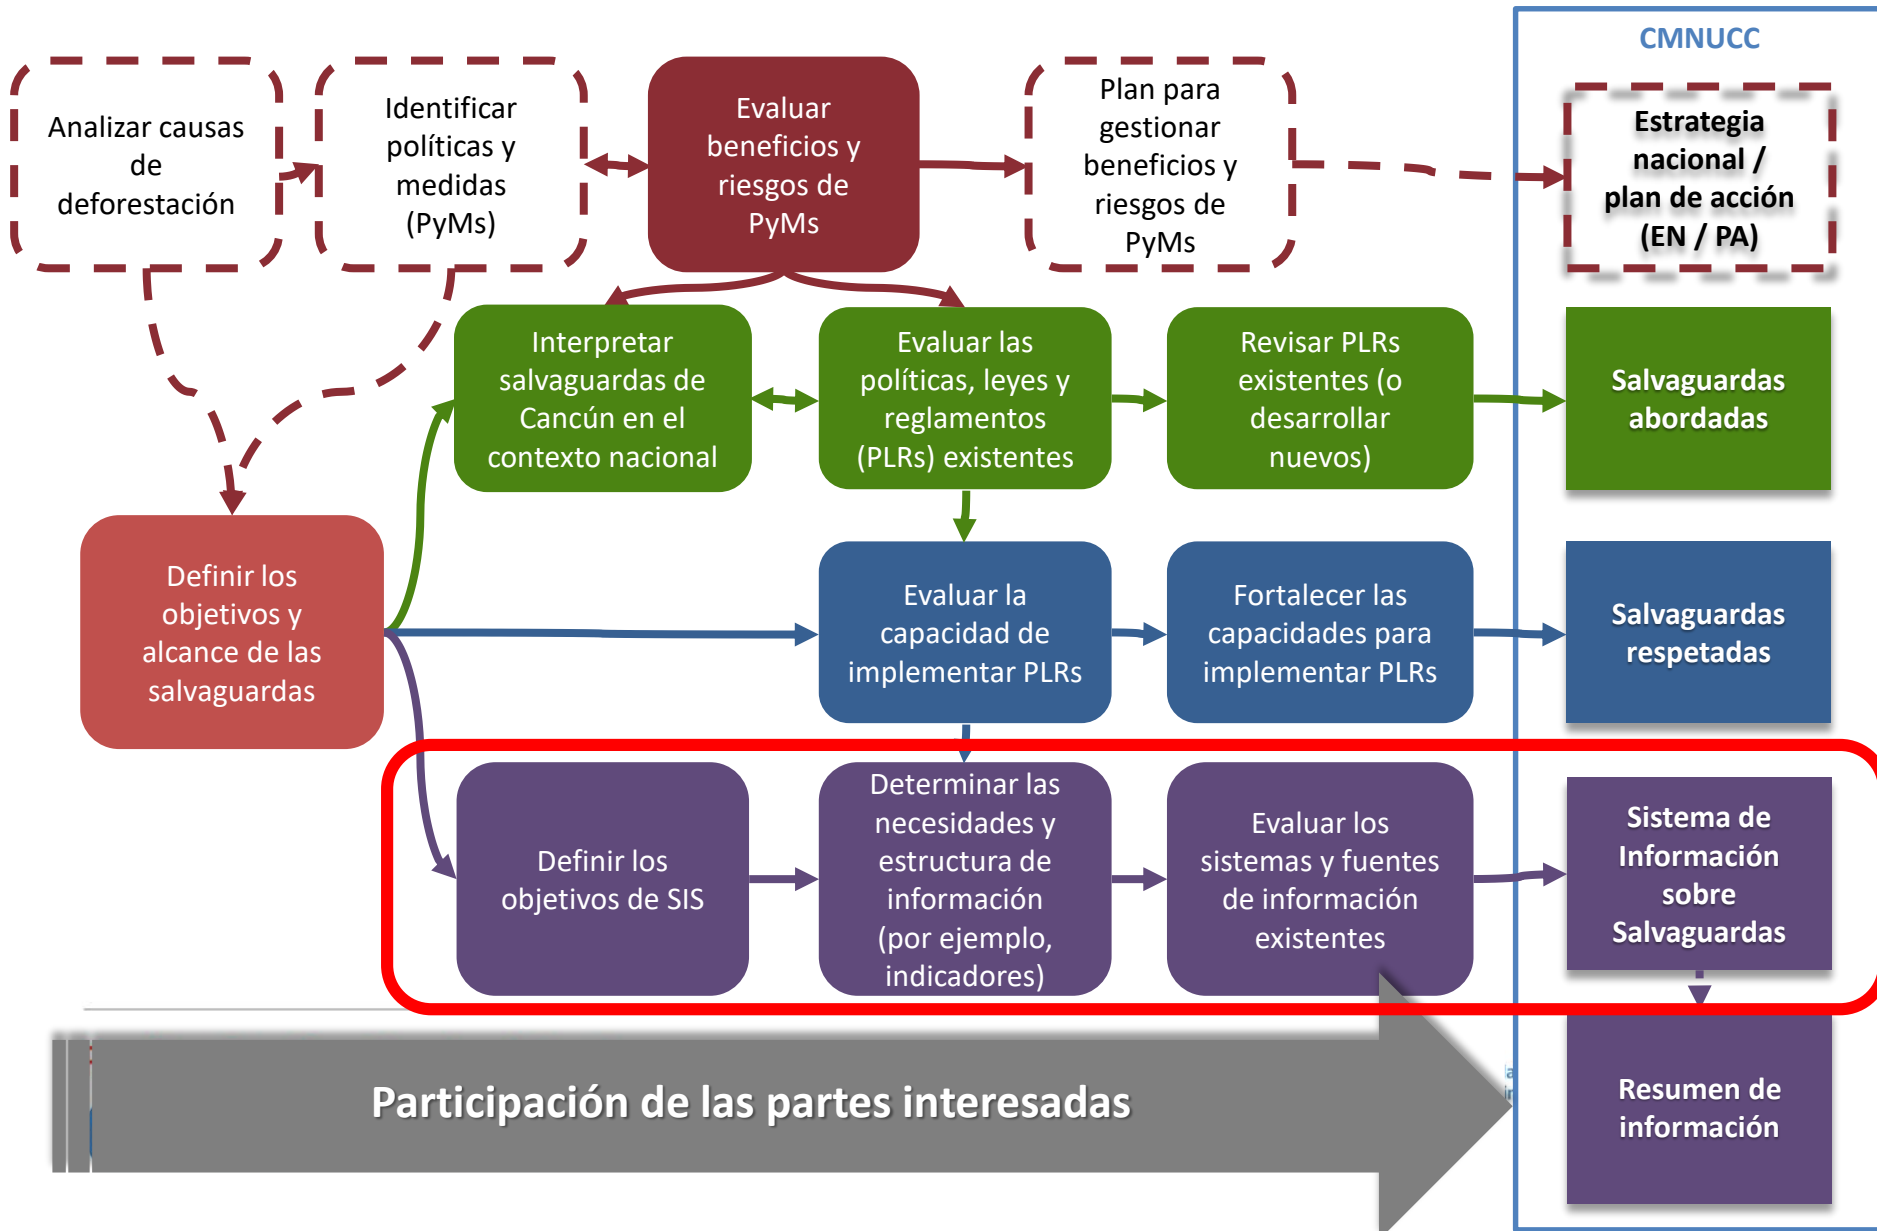 CMNUCC
Analizar causas
de
deforestación
Identificar
políticas y
medidas
(PyMs)
Evaluar
beneficios y
riesgos de
PyMs
Plan para
gestionar
beneficios y
riesgos de
PyMs
Estrategia
nacional /
plan de acción
(EN / PA)
Interpretar
salvaguardas de
Cancún en el
contexto nacional
Evaluar las
políticas, leyes y
reglamentos
(PLRs) existentes
Revisar PLRs
existentes (o
desarrollar
nuevos)
Salvaguardas
abordadas
Definir los
objetivos y
alcance de las
salvaguardas
Evaluar la
capacidad de
implementar PLRs
Fortalecer las
capacidades para
implementar PLRs
Salvaguardas
respetadas
Definir los
objetivos de SIS
Determinar las
necesidades y
estructura de
información
(por ejemplo,
indicadores)
Evaluar los
sistemas y fuentes
de información
existentes
Sistema de
Información
sobre
Salvaguardas
Participación de las partes interesadas
Resumen de
información